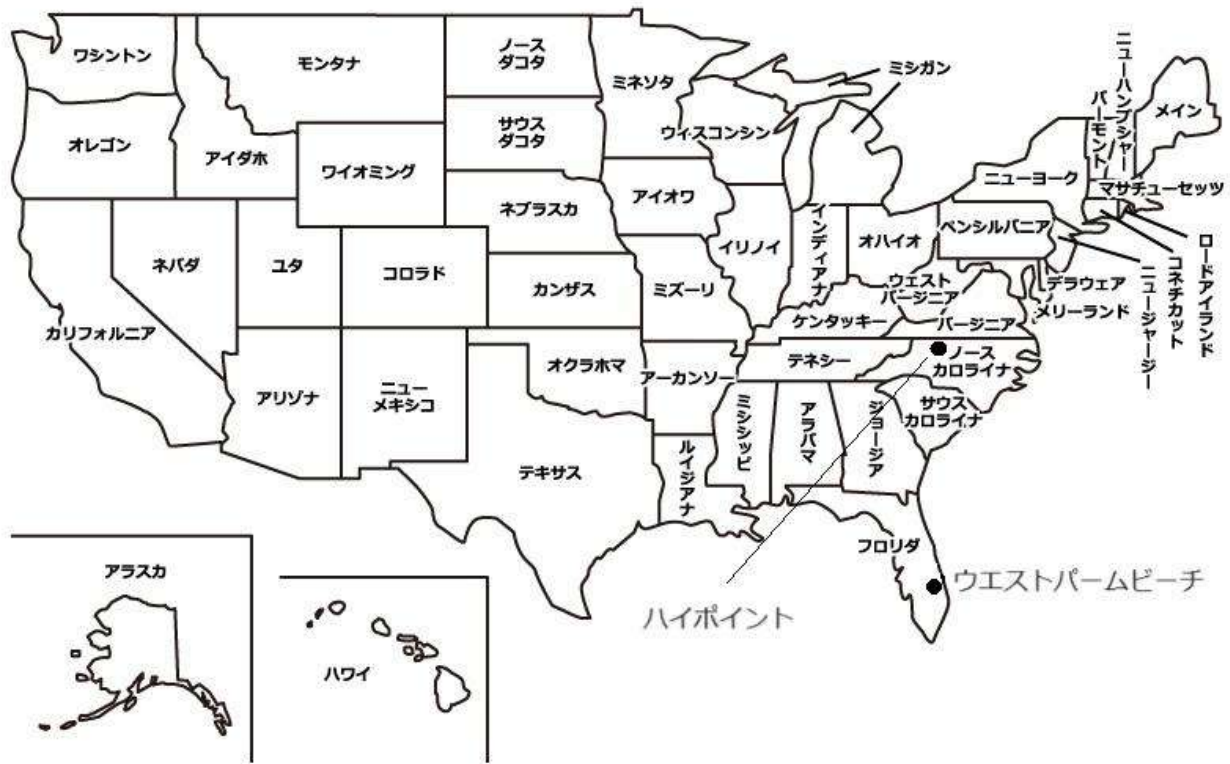 ワシントン
モンタナ
ノース
ダコタ
ミネソタ
ミシガン
ニューハンプシャー
バーモント
メイン
オレゴン
アイダホ
サウス
ダコタ
ウィスコンシン
ワイオミング
ニューヨーク
マサチューセッツ
ネブラスカ
アイオワ
ネバダ
ユタ
コロラド
カンザス
ミズーリ
イリノイ
インディアナ
オハイオ
ペンシルバニア
ロードアイランド
コネチカット
ニュージャージー
ウェスト
バージニア
デラウェア
メリーランド
カリフォルニア
ケンタッキー
バージニア
アリゾナ
ニュー
メキシコ
オクラホマ
アーカンソー
テネシー
ノース
カロライナ
サウス
カロライナ
テキサス
ルイジアナ
ミシシッピ
アラバマ
ジョージア
フロリダ
ウエストパームビーチ
ハイポイント
アラスカ
ハワイ